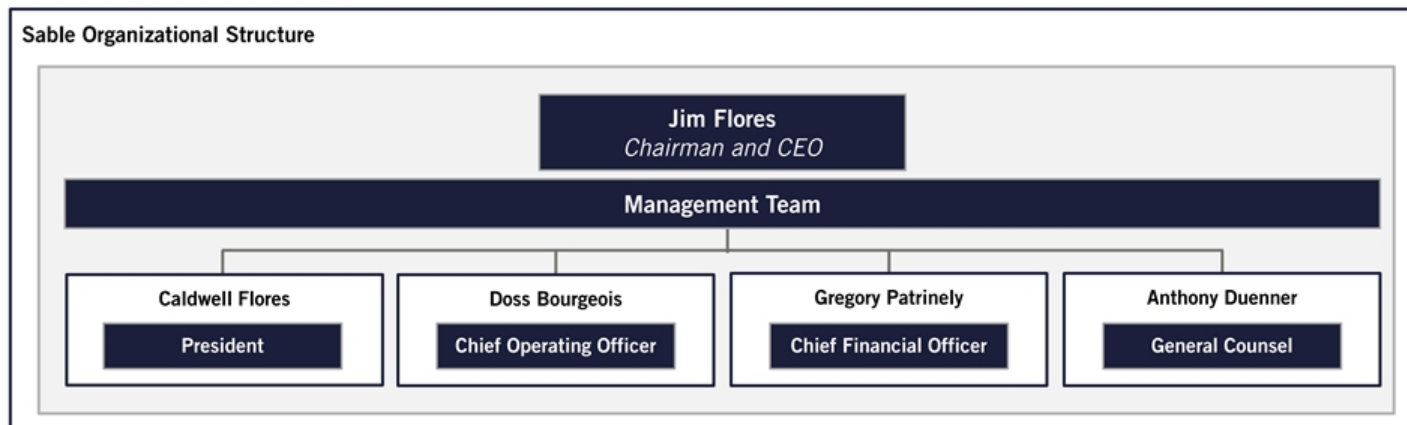 Sable Organizational Structure
Jim Flores
Chairman and CEO
Management Team
Caldwell Flores
President
Doss Bourgeois
Chief Operating Officer
Gregory Patrinely
Chief Financial Officer
Anthony Duenner
General Counsel